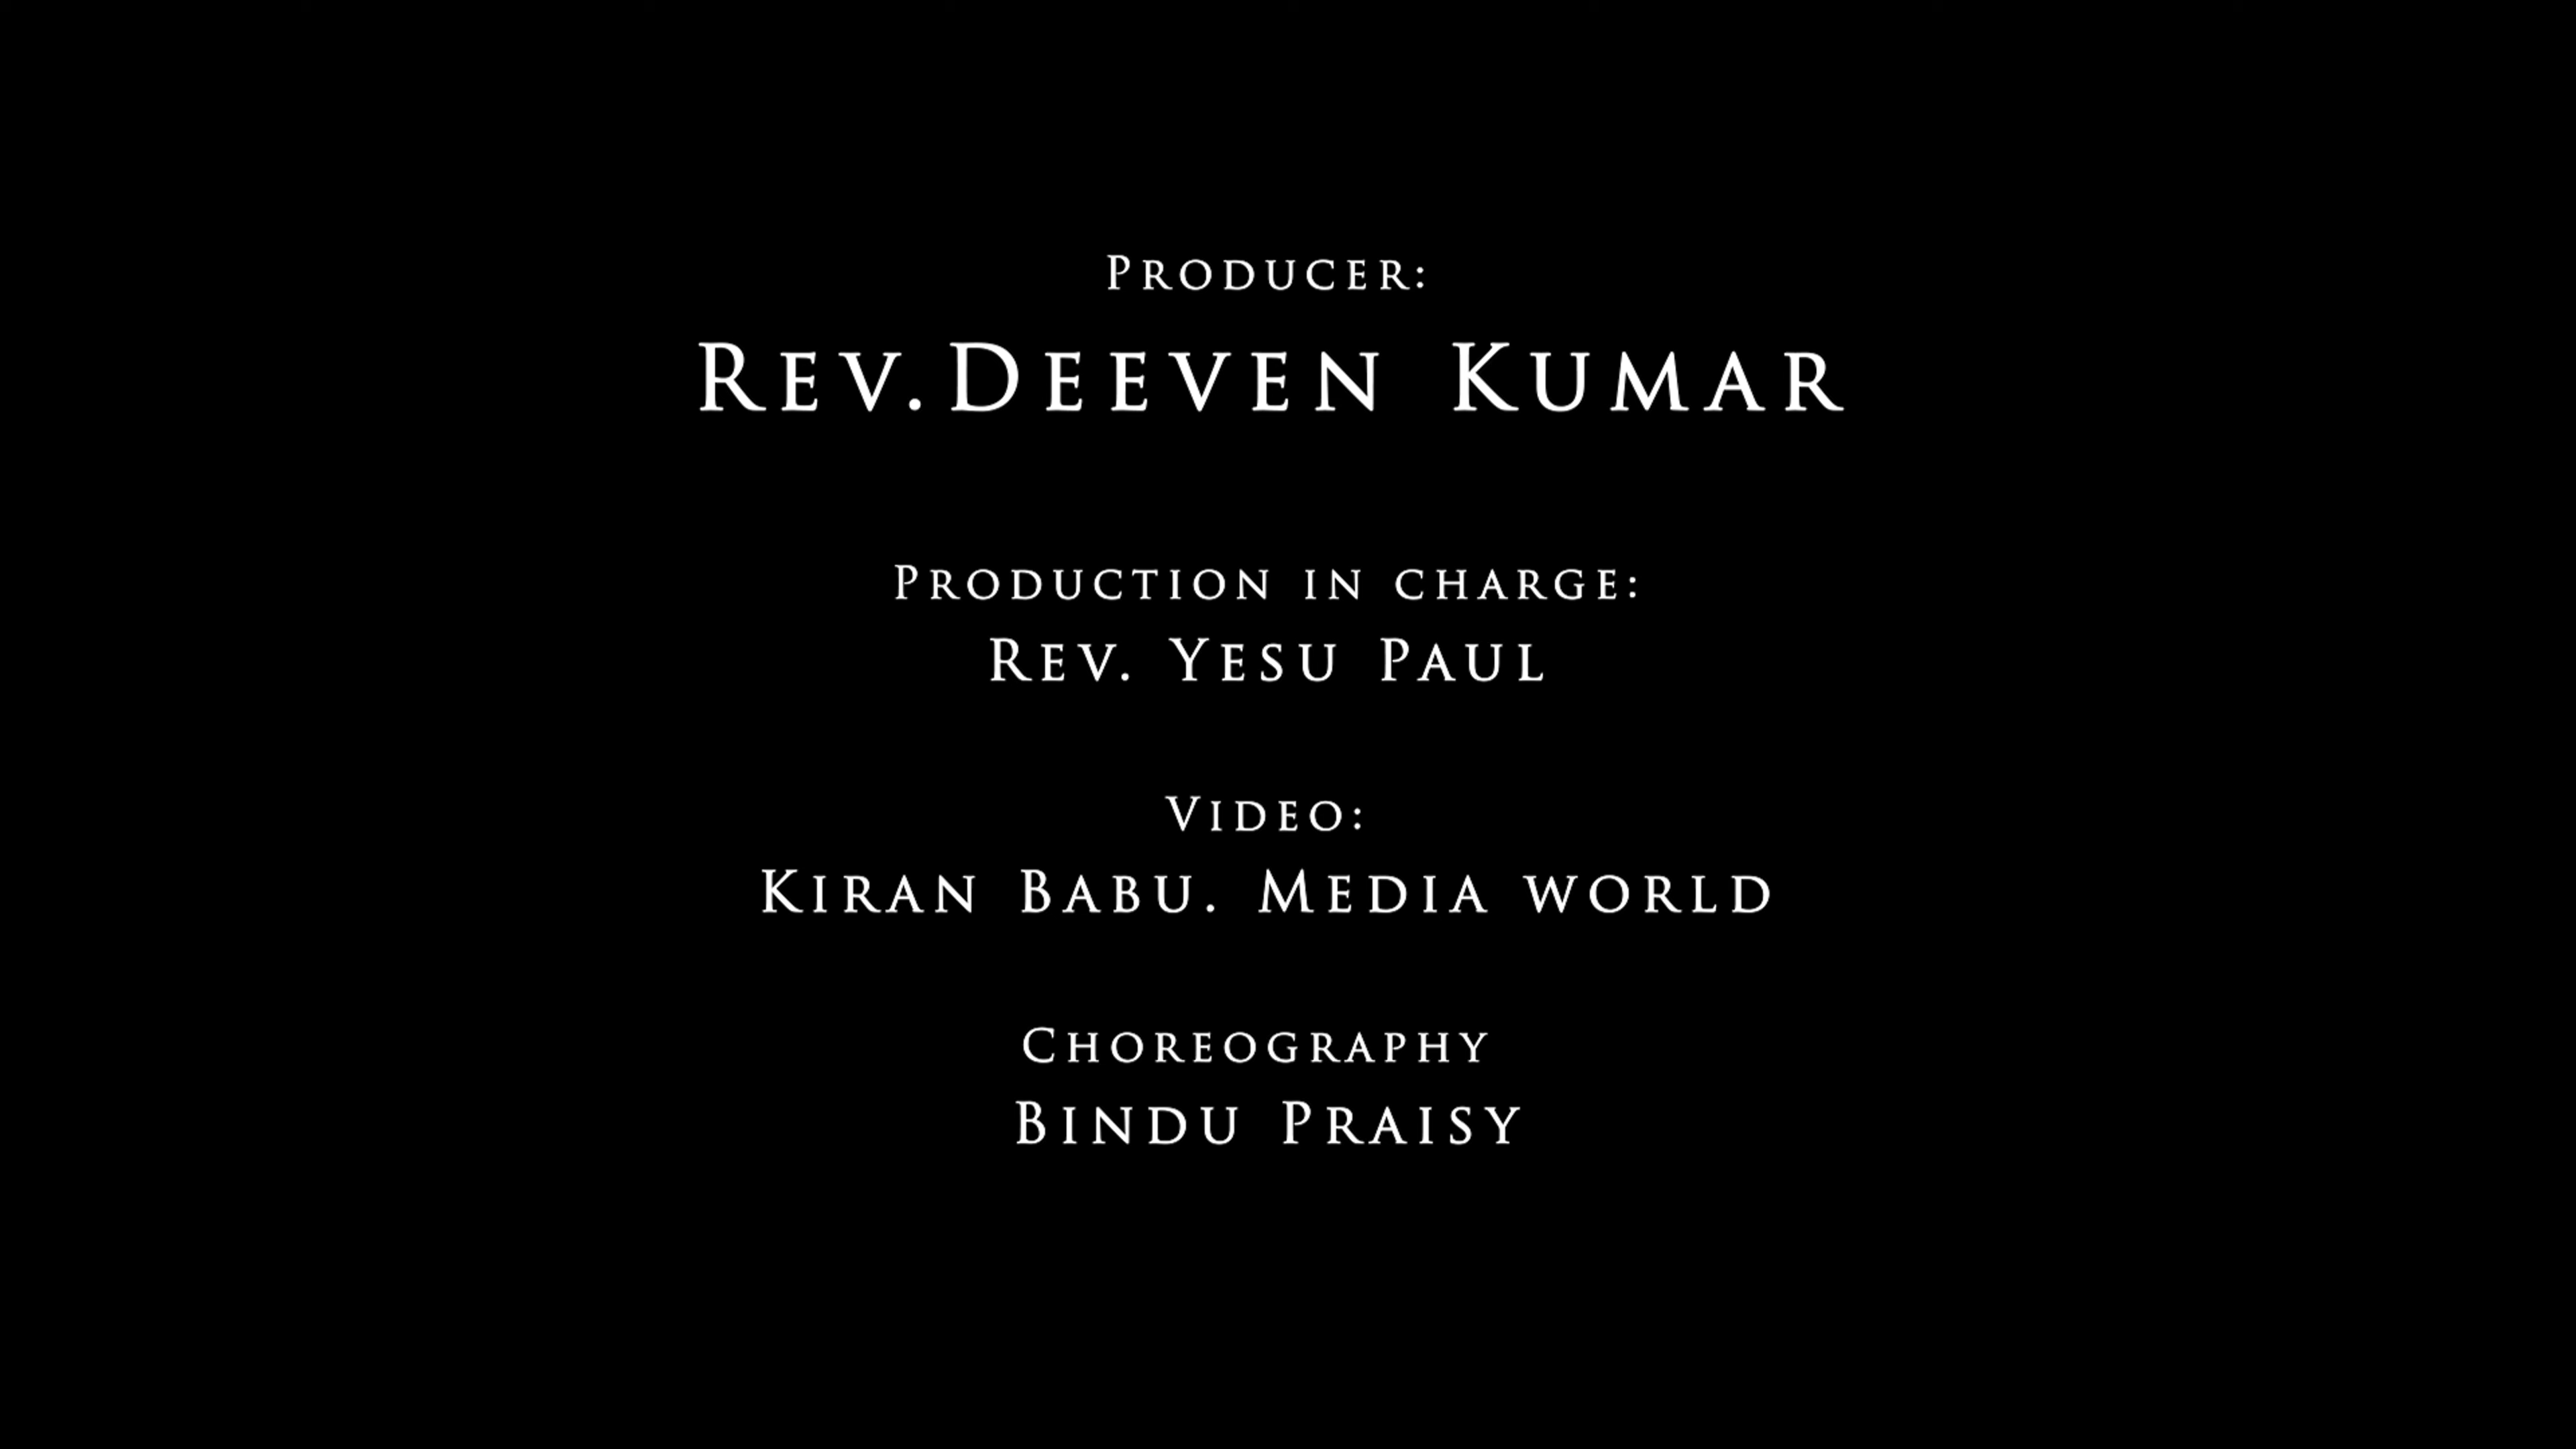 Producer:
Rev.Deeven Kumar
Production in charge:
Rev. Yesu Paul
Video:
Kiran Babu. Media world
Choreography
Bindu Praisy